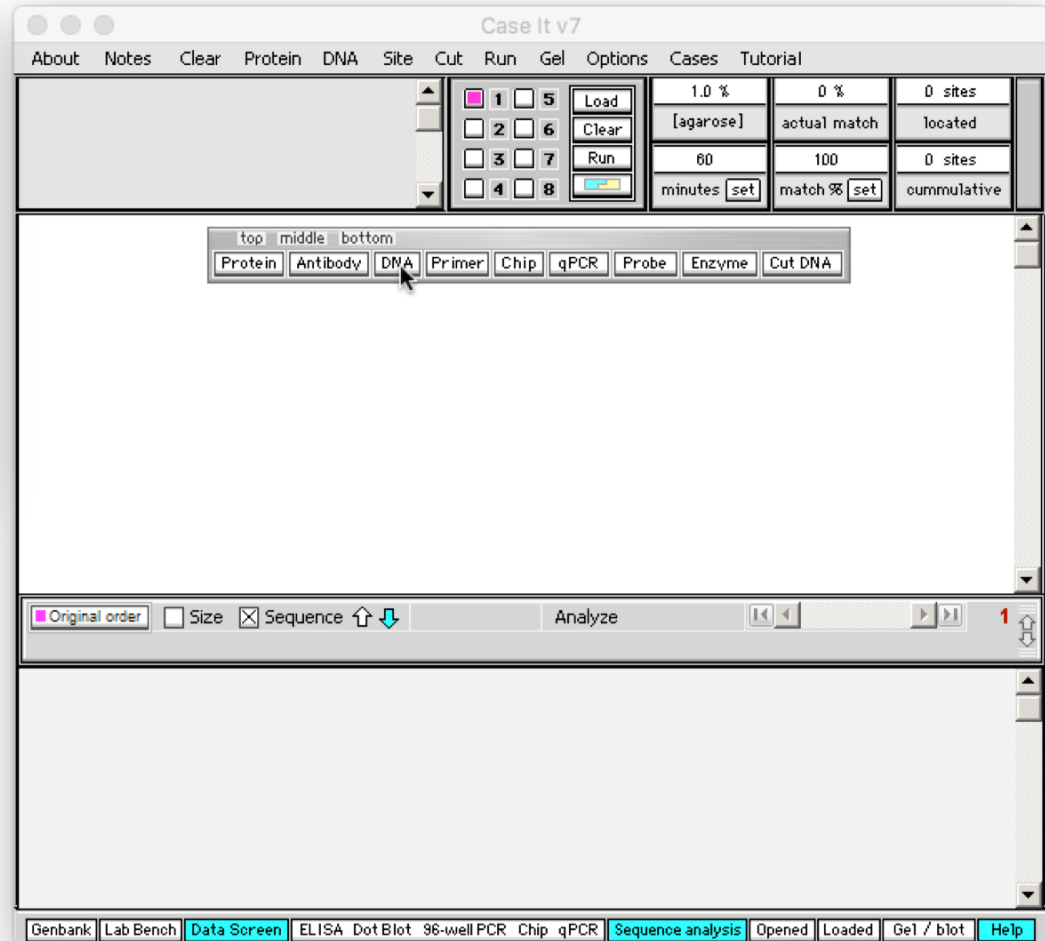 Case It v7
About Notes Clear Protein DNA Site Cut Run Gel Options Cases Tutorial
1 5 Load
2 6 Clear
3 7 Run
4 8
1.0 % 0 % 0 sites
[agarose] actual match located
60 100 0 sites
minutes set match % set cummulative
top middle bottom
Protein Antibody DNA Primer Chip qPCR Probe Enzyme Cut DNA
Original order Size Sequence Analyze 1
Genbank Lab Bench Data Screen ELISA Dot Blot 96-well PCR Chip qPCR Sequence analysis Opened Loaded Gel / blot Help